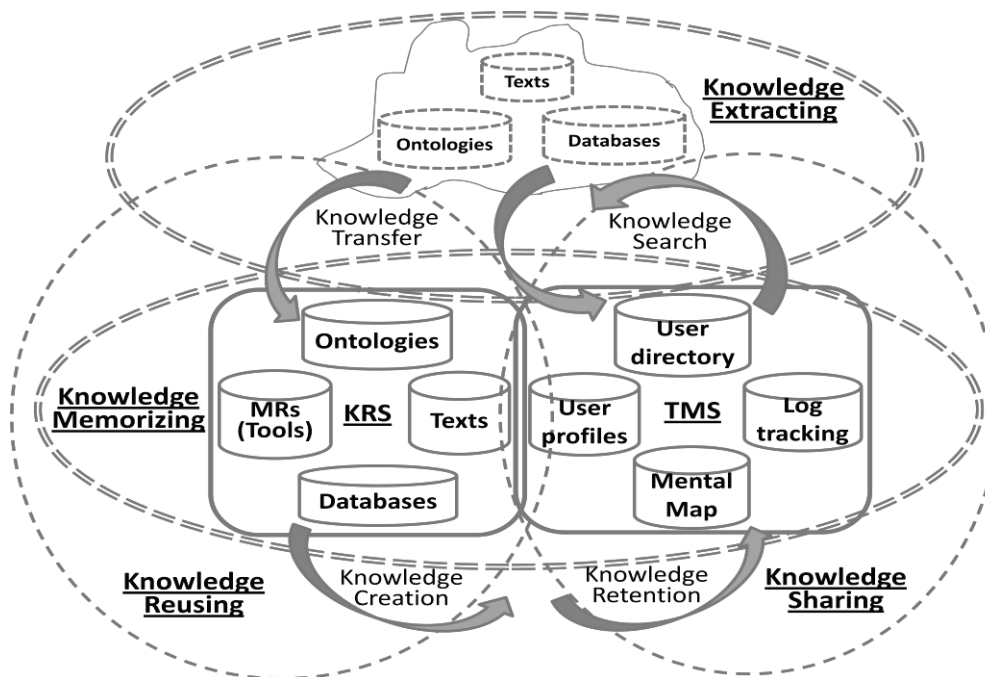 Texts
Knowledge
Extracting
Ontologies
Databases
Knowledge
Transfer
Knowledge
Search
Ontologies
User
directory
Knowledge
Memorizing
MRs
(Tools)
KRS
Texts
User
profiles
TMS
Log
tracking
Databases
Mental
Map
Knowledge
Reusing
Knowledge
Creation
Knowledge
Retention
Knowledge
Sharing